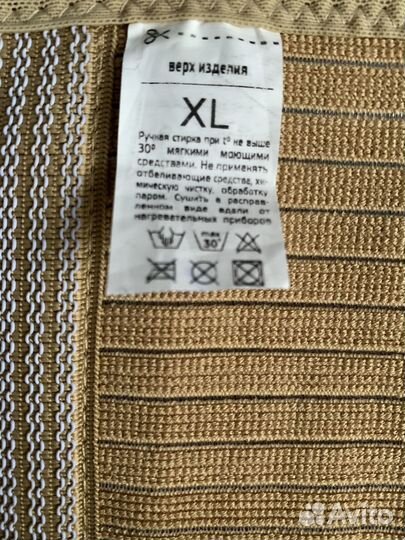 верх изделия
XL
Ручная стирка при t° не выше
30° мягкими моющими
средствами. Не применять
отбеливающие средства, хи-
мическую чистку, обработку
паром. Сушить в расправ-
ленном виде вдали от
нагревательных приборов
max
30°
Avito